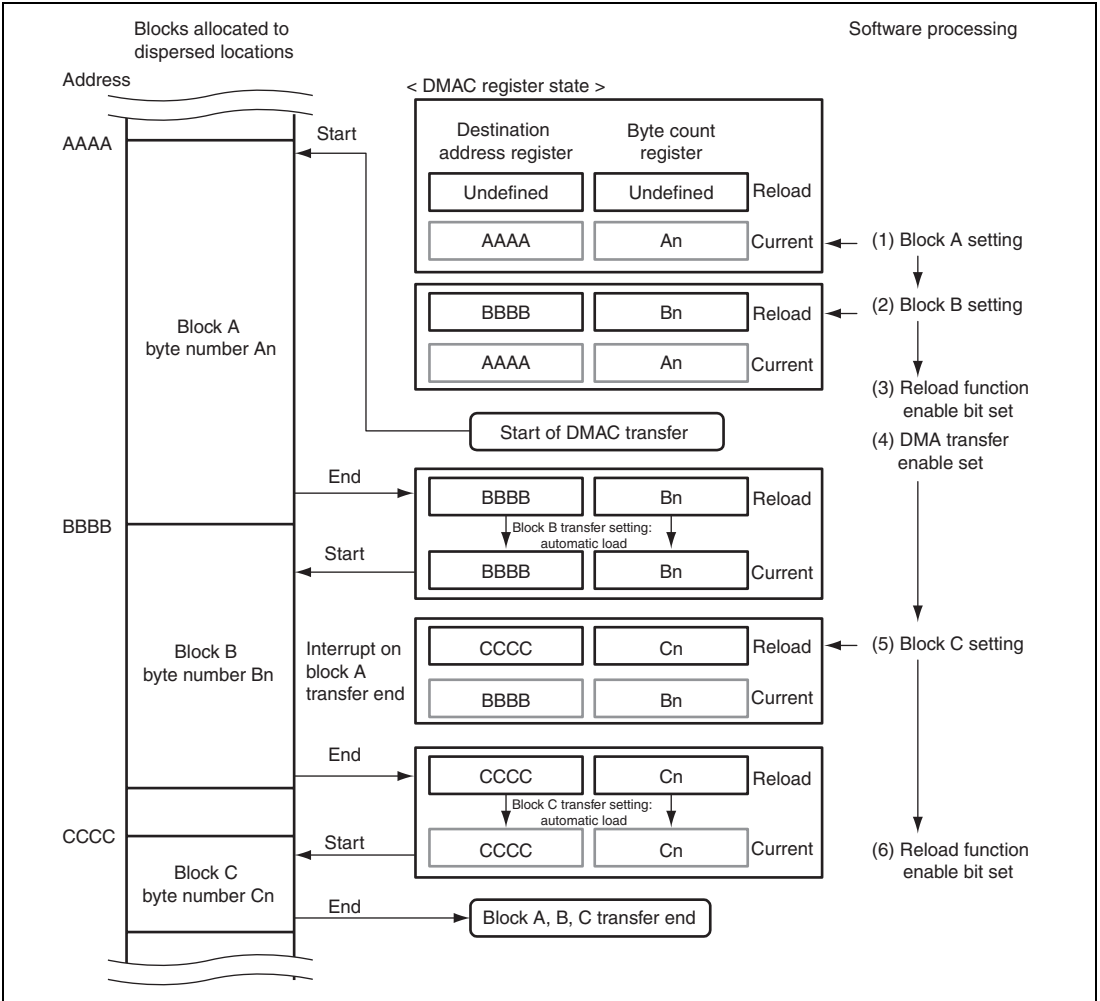 Blocks allocated to
dispersed locations
Software processing
Address
< DMAC register state >
AAAA
Start
Destination
address register
Byte count
register
Undefined
Undefined
Reload
AAAA
An
Current
(1) Block A setting
BBBB
Bn
Reload
(2) Block B setting
Block A
byte number An
AAAA
An
Current
(3) Reload function
enable bit set
Start of DMAC transfer
(4) DMA transfer
enable set
End
BBBB
Bn
Reload
BBBB
Block B transfer setting:
automatic load
Start
BBBB
Bn
Current
Block B
byte number Bn
Interrupt on
block A
transfer end
CCCC
Cn
Reload
(5) Block C setting
BBBB
Bn
Current
End
CCCC
Cn
Reload
Block C transfer setting:
automatic load
CCCC
Start
CCCC
Cn
Current
(6) Reload function
enable bit set
Block C
byte number Cn
End
Block A, B, C transfer end